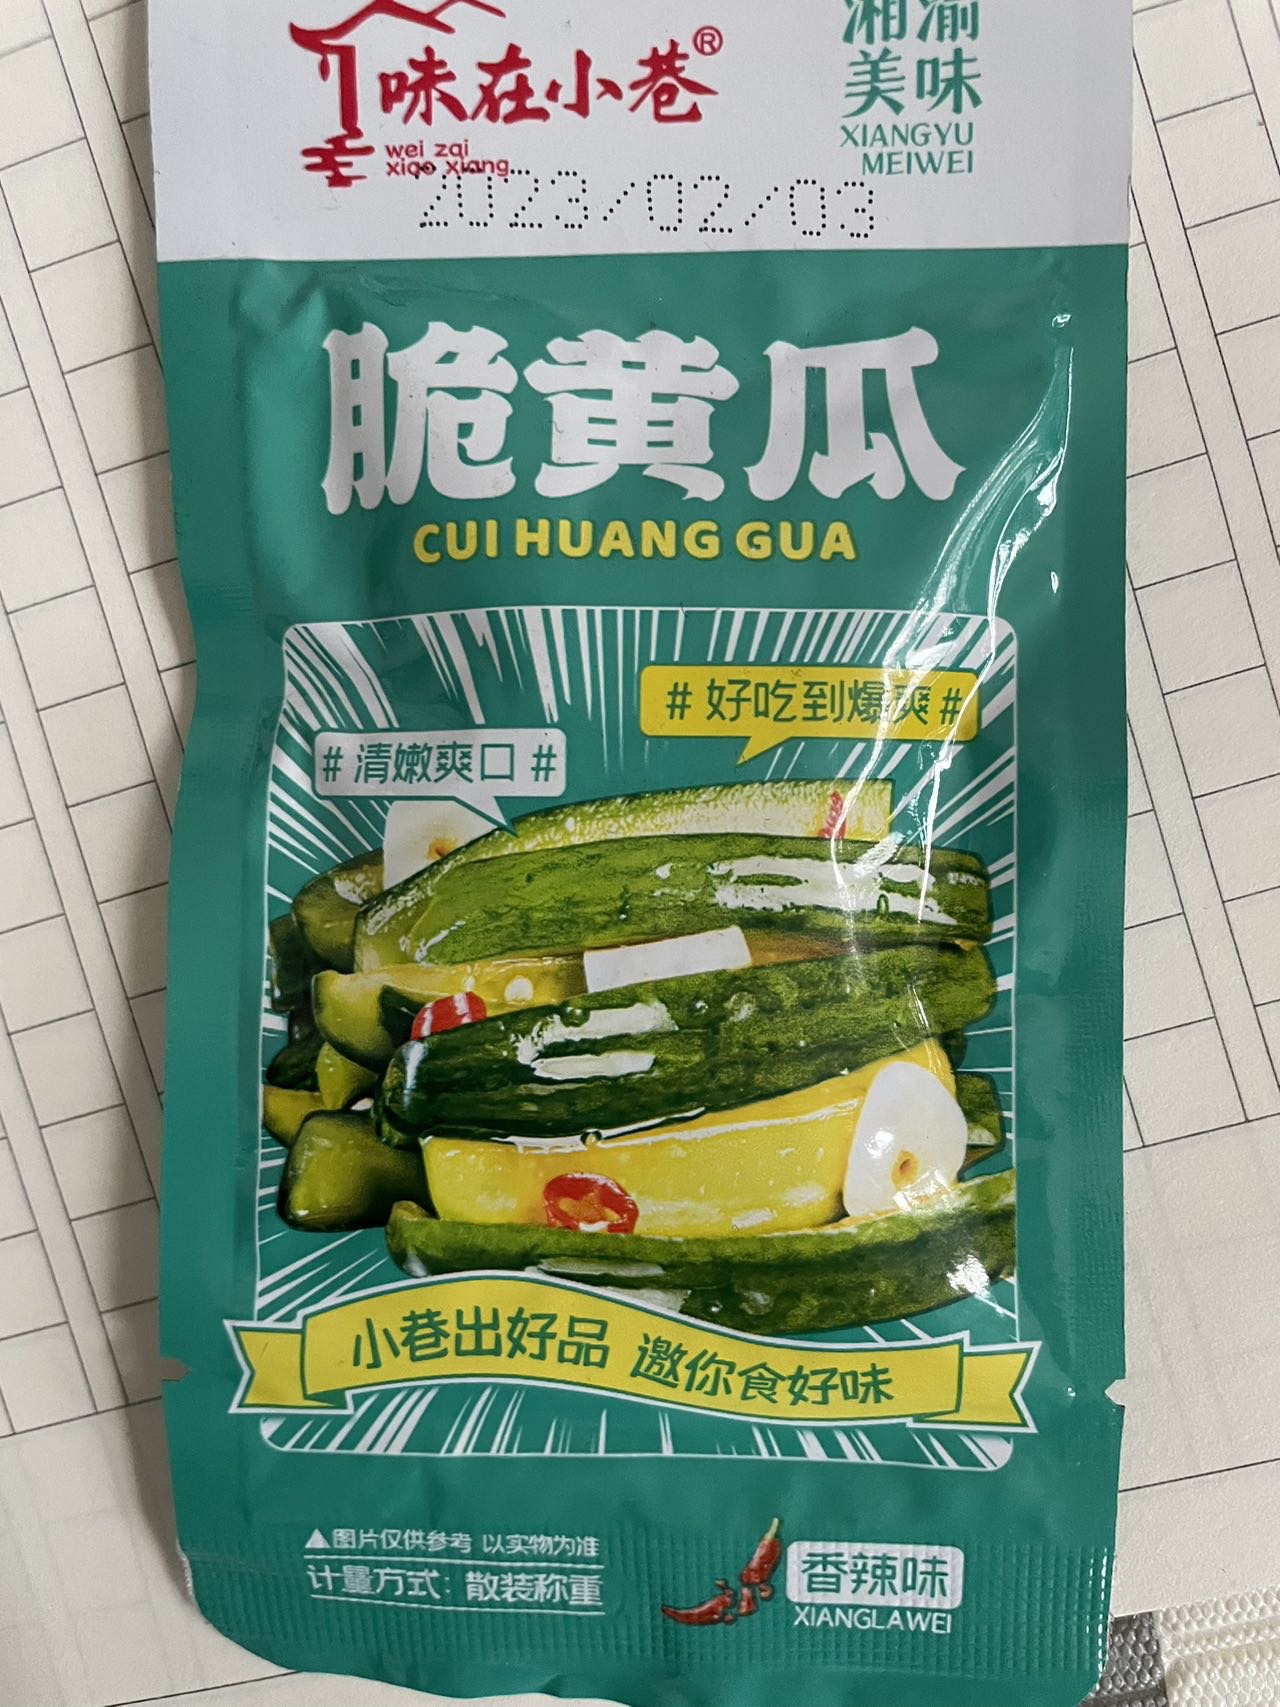 味在小巷®
wei zai
xiao xiang
湘渝
美味
XIANGYU
MEIWEI
2023/02/03
脆黄瓜
CUI HUANG GUA
# 好吃到爆爽 #
# 清嫩爽口 #
小巷出好品 邀你食好味
▲图片仅供参考 以实物为准
计量方式: 散装称重
香辣味
XIANGLAWEI